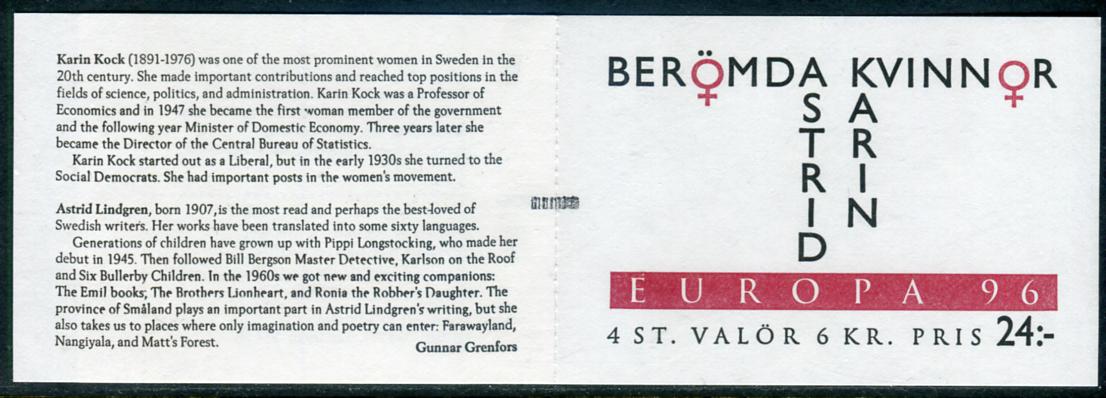 Karin Kock (1891-1976) was one of the most prominent women in Sweden in the
20th century. She made important contributions and reached top positions in the
fields of science, politics, and administration. Karin Kock was a Professor of
Economics and in 1947 she became the first woman member of the government
and the following year Minister of Domestic Economy. Three years later she
became the Director of the Central Bureau of Statistics.
Karin Kock started out as a Liberal, but in the early 1930s she turned to the
Social Democrats. She had important posts in the women's movement.
Astrid Lindgren, born 1907, is the most read and perhaps the best-loved of
Swedish writers. Her works have been translated into some sixty languages.
Generations of children have grown up with Pippi Longstocking, who made her
debut in 1945. Then followed Bill Bergson Master Detective, Karlson on the Roof
and Six Bullerby Children. In the 1960s we got new and exciting companions:
The Emil books, The Brothers Lionheart, and Ronia the Robber's Daughter. The
province of Småland plays an important part in Astrid Lindgren's writing, but she
also takes us to places where only imagination and poetry can enter: Farawayland,
Nangiyala, and Matt's Forest.
Gunnar Grenfors
BERÖMDA KVINNOR
ASTRID
KARIN
EUROPA 96
4 ST. VALÖR 6 KR. PRIS 24:-